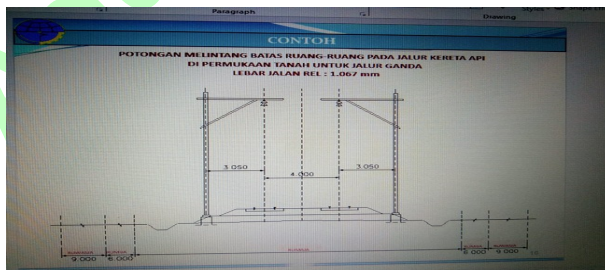 Paragraph
Drawing
CONTOH
POTONGAN MELINTANG BATAS RUANG-RUANG PADA JALUR KERETA API
DI PERMUKAAN TANAH UNTUK JALUR GANDA
LEBAR JALAN REL : 1.067 mm
3.050
4.000
3.050
9.000
6.000
6.000
9.000